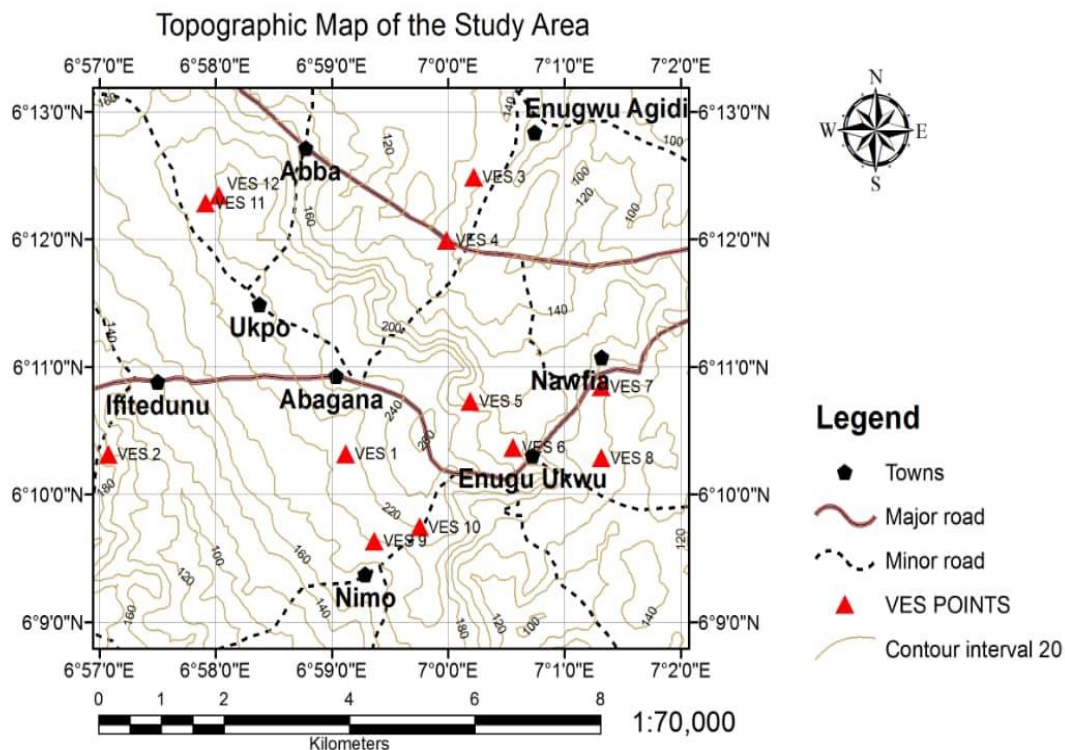 Topographic Map of the Study Area
6°57'0"E 6°58'0"E 6°59'0"E 7°0'0"E 7°1'0"E 7°2'0"E
6°13'0"N 6°13'0"N
160 140 Enugwu Agidi
100
120
Abba
VES 3
100
120
100
VES 12
VES 11
160
6°12'0"N 6°12'0"N
VES 4
140
Ukpo
200
140
6°11'0"N 6°11'0"N
Nawfia
VES 7
Ifitedunu
Abagana
240
VES 5
260
VES 2
VES 1
VES 6
VES 8
180
Enugu Ukwu
6°10'0"N 6°10'0"N
220
VES 10
VES 9
120
180
160
100
120
160
140
Nimo
180
120
100
140
6°9'0"N 6°9'0"N
6°57'0"E 6°58'0"E 6°59'0"E 7°0'0"E 7°1'0"E 7°2'0"E
0 1 2 4 6 8
Kilometers
1:70,000
N
W E
S
Legend
Towns
Major road
Minor road
VES POINTS
Contour interval 20